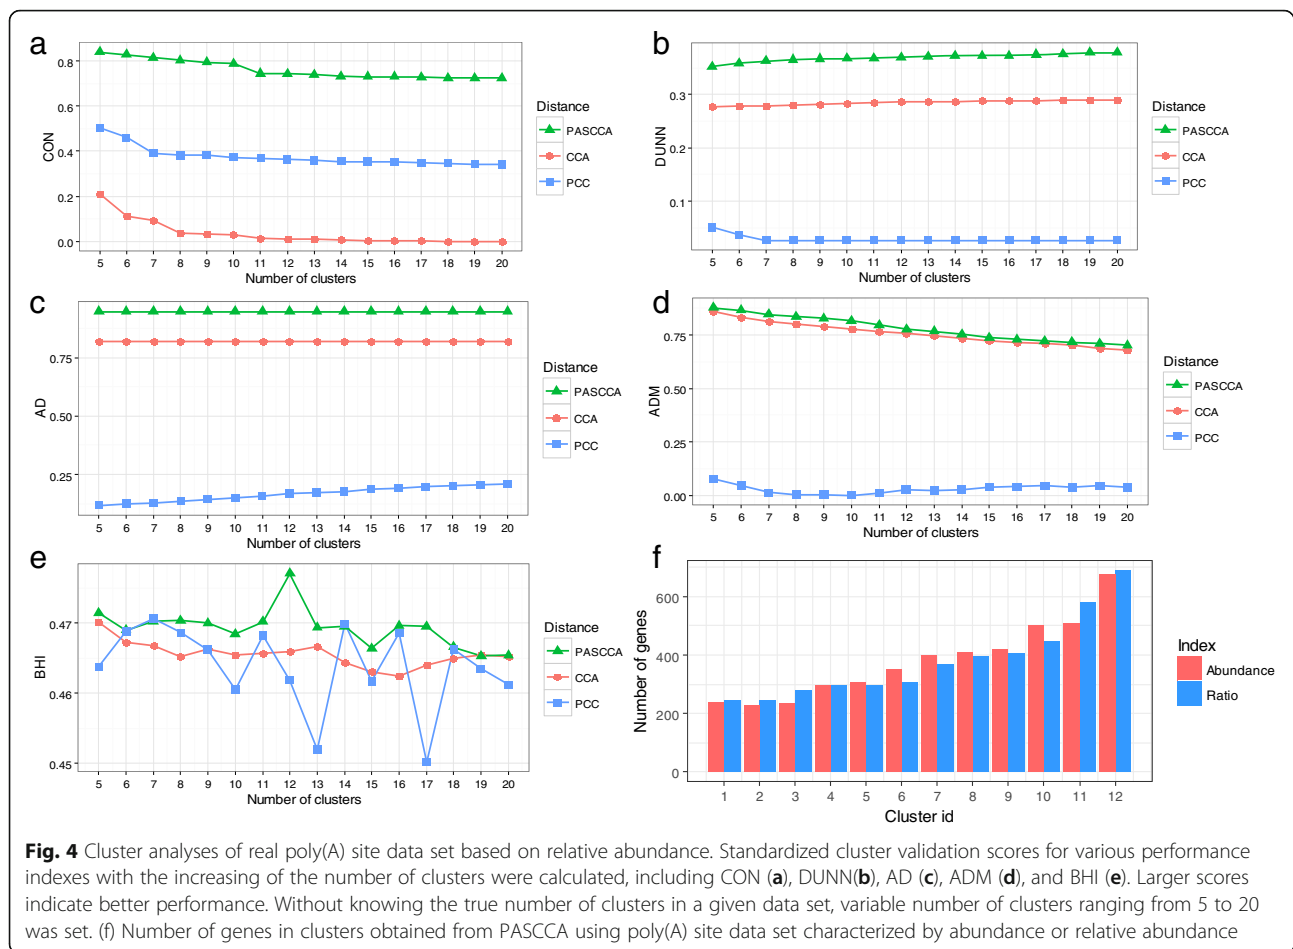 a
0.8
0.6
0.4
0.2
0.0
CON
5 6 7 8 9 10 11 12 13 14 15 16 17 18 19 20
Number of clusters
Distance
PASCCA
CCA
PCC
b
0.3
0.2
0.1
DUNN
5 6 7 8 9 10 11 12 13 14 15 16 17 18 19 20
Number of clusters
Distance
PASCCA
CCA
PCC
c
0.75
0.50
0.25
AD
5 6 7 8 9 10 11 12 13 14 15 16 17 18 19 20
Number of clusters
Distance
PASCCA
CCA
PCC
d
0.75
0.50
0.25
0.00
ADM
5 6 7 8 9 10 11 12 13 14 15 16 17 18 19 20
Number of clusters
Distance
PASCCA
CCA
PCC
e
0.47
0.46
0.45
BHI
5 6 7 8 9 10 11 12 13 14 15 16 17 18 19 20
Number of clusters
Distance
PASCCA
CCA
PCC
f
600
400
200
0
Number of genes
1 2 3 4 5 6 7 8 9 10 11 12
Cluster id
Index
Abundance
Ratio
Fig. 4 Cluster analyses of real poly(A) site data set based on relative abundance. Standardized cluster validation scores for various performance
indexes with the increasing of the number of clusters were calculated, including CON (a), DUNN(b), AD (c), ADM (d), and BHI (e). Larger scores
indicate better performance. Without knowing the true number of clusters in a given data set, variable number of clusters ranging from 5 to 20
was set. (f) Number of genes in clusters obtained from PASCCA using poly(A) site data set characterized by abundance or relative abundance